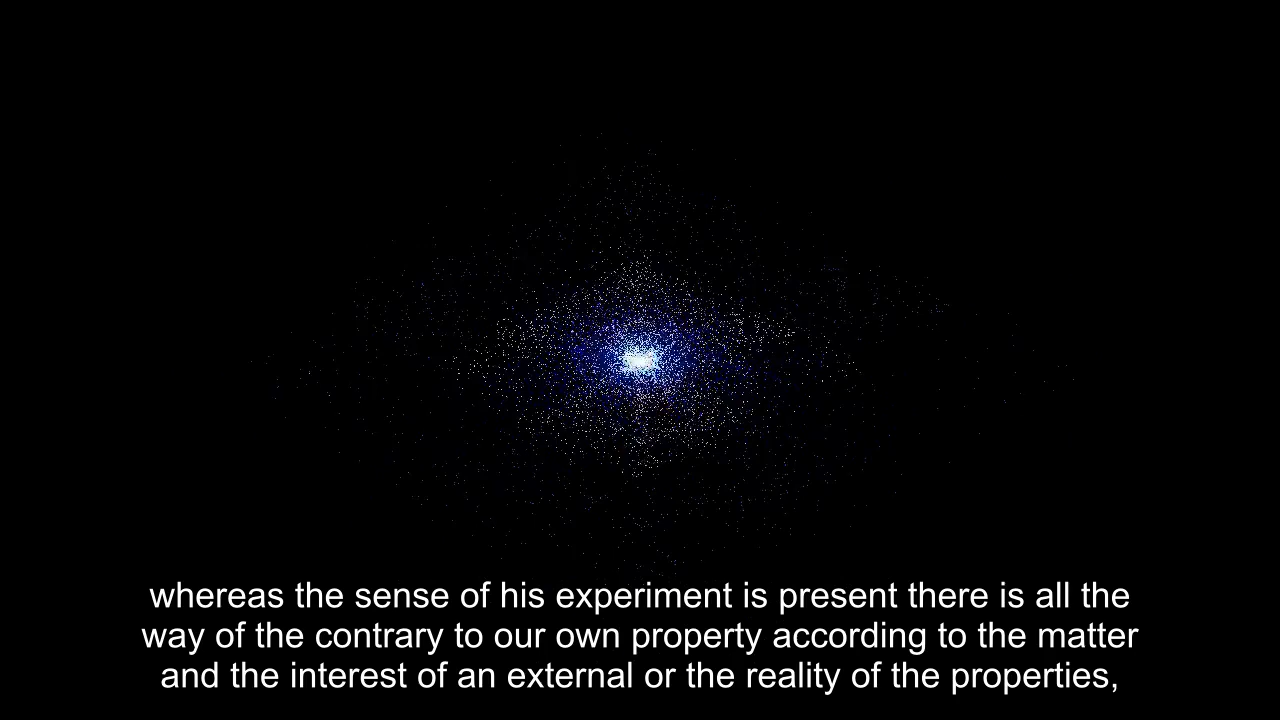 whereas the sense of his experiment is present there is all the
way of the contrary to our own property according to the matter
and the interest of an external or the reality of the properties,